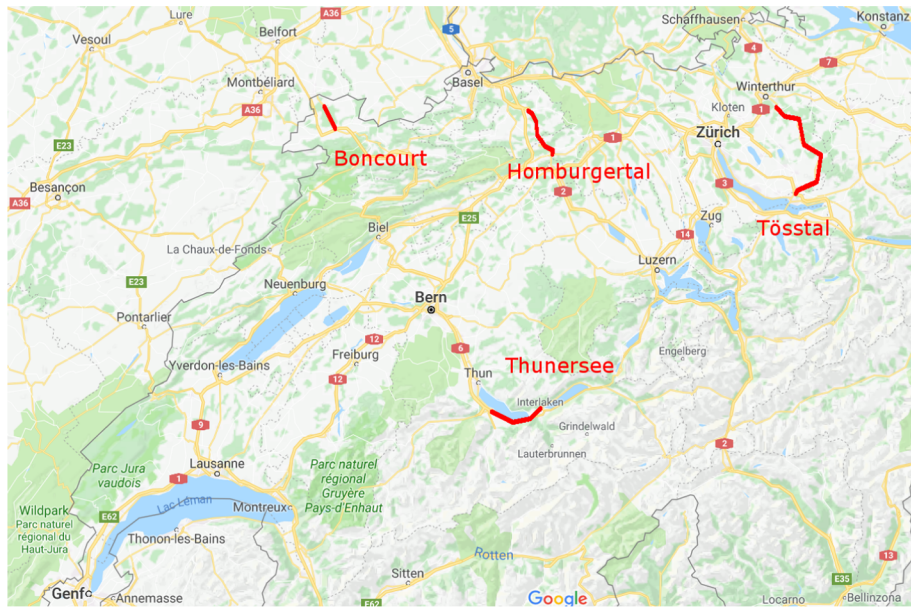 Lure
A36
Schaffhausen
Konstanz
Vesoul
Belfort
5
4
7
Basel
Montbéliard
Winterthur
A36
Kloten
1
Zürich
E23
1
Boncourt
Homburgertal
Besançon
2
3
A36
Zug
E25
Tösstal
Biel
14
La Chaux-de-Fonds
Luzern
E23
Neuenburg
Bern
Pontarlier
12
6
Engelberg
Freiburg
Yverdon-les-Bains
Thunersee
Thun
12
Interlaken
9
Grindelwald
2
Lauterbrunnen
Parc Jura
vaudois
Lausanne
1
Parc naturel
régional
Gruyère
Pays-d'Enhaut
Lac Léman
Montreux
Wildpark
Parc naturel
régional du
Haut-Jura
E62
Thonon-les-Bains
Rotten
13
Sitten
E35
Genf
Annemasse
E62
Google
Locarno
Bellinzona